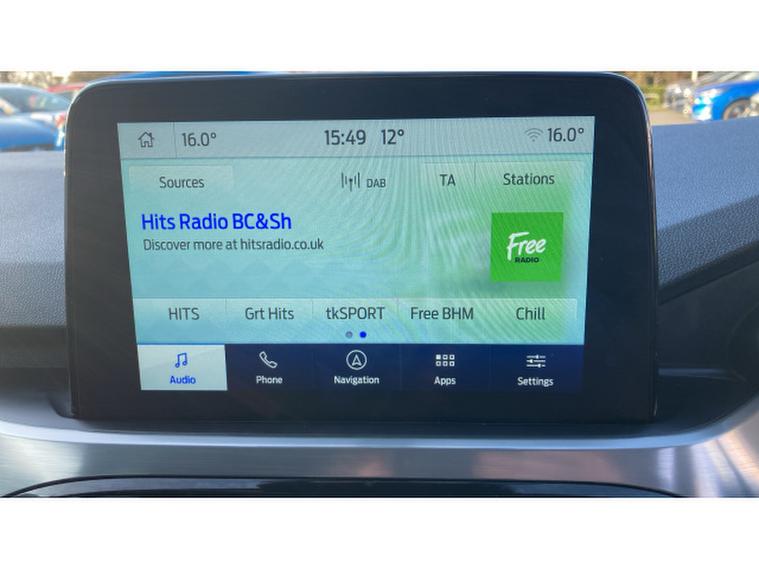 16.0° 15:49 12° 16.0°
Sources DAB TA Stations
Hits Radio BC&Sh
Discover more at hitsradio.co.uk
Free
RADIO
HITS Grt Hits tkSPORT Free BHM Chill
Audio Phone Navigation Apps Settings